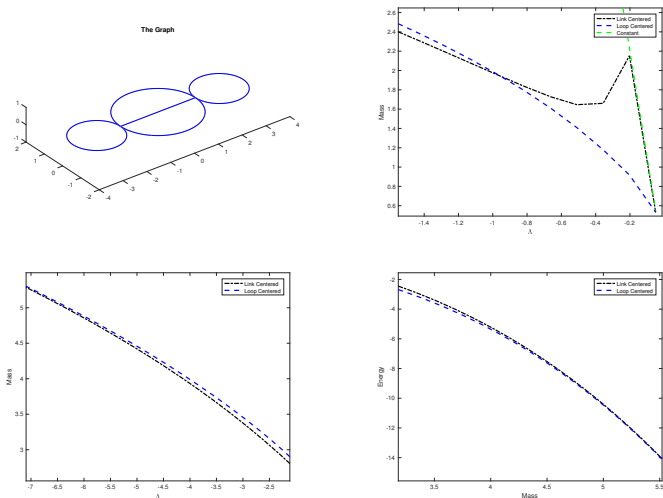 The Graph
1
0
-1
2
1
0
-1
-2
-4
-3
-2
-1
0
1
2
3
4
2.6
2.4
2.2
2
1.8
1.6
1.4
1.2
1
0.8
0.6
Mass
-1.4 -1.2 -1 -0.8 -0.6 -0.4 -0.2
Λ
Link Centered
Loop Centered
Constant
5
4.5
4
3.5
3
Mass
-7 -6.5 -6 -5.5 -5 -4.5 -4 -3.5 -3 -2.5
Λ
Link Centered
Loop Centered
-2
-4
-6
-8
-10
-12
-14
Energy
3.5 4 4.5 5 5.5
Mass
Link Centered
Loop Centered